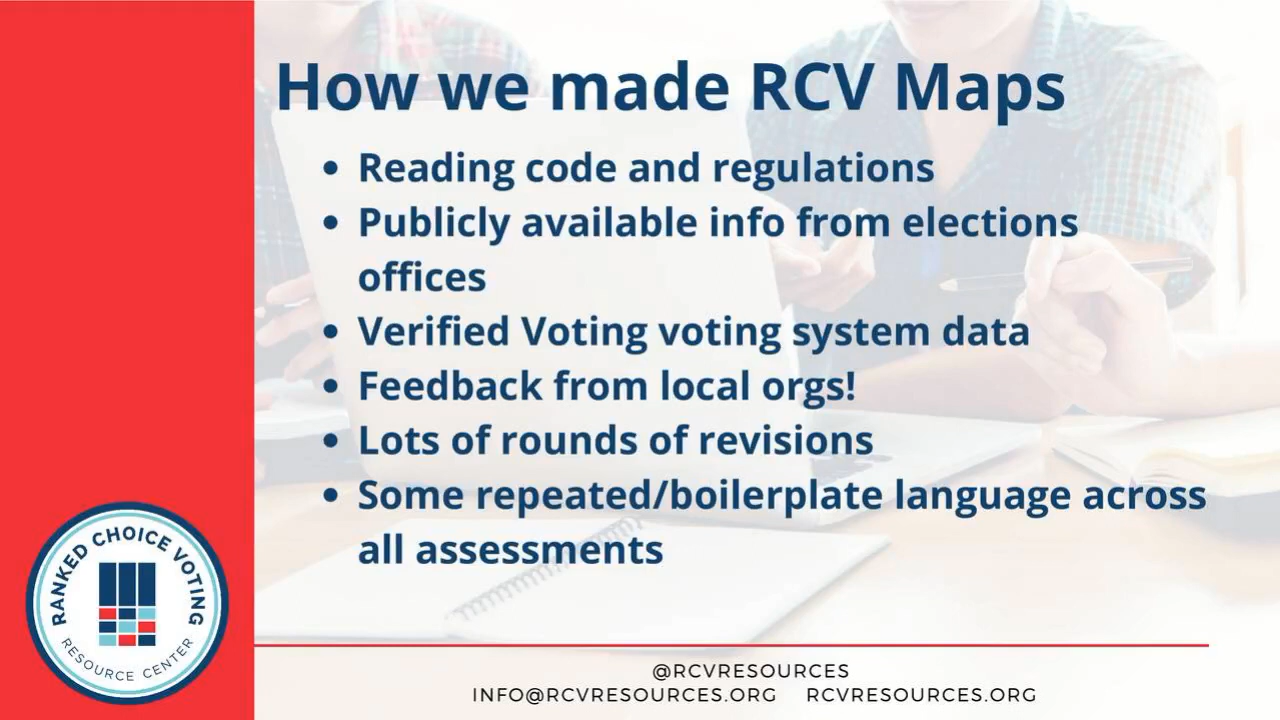 How we made RCV Maps
• Reading code and regulations
• Publicly available info from elections
offices
• Verified Voting voting system data
• Feedback from local orgs!
• Lots of rounds of revisions
• Some repeated/boilerplate language across
all assessments
RANKED CHOICE VOTING
RESOURCE CENTER
@RCVRESOURCES
INFO@RCVRESOURCES.ORG RCVRESOURCES.ORG